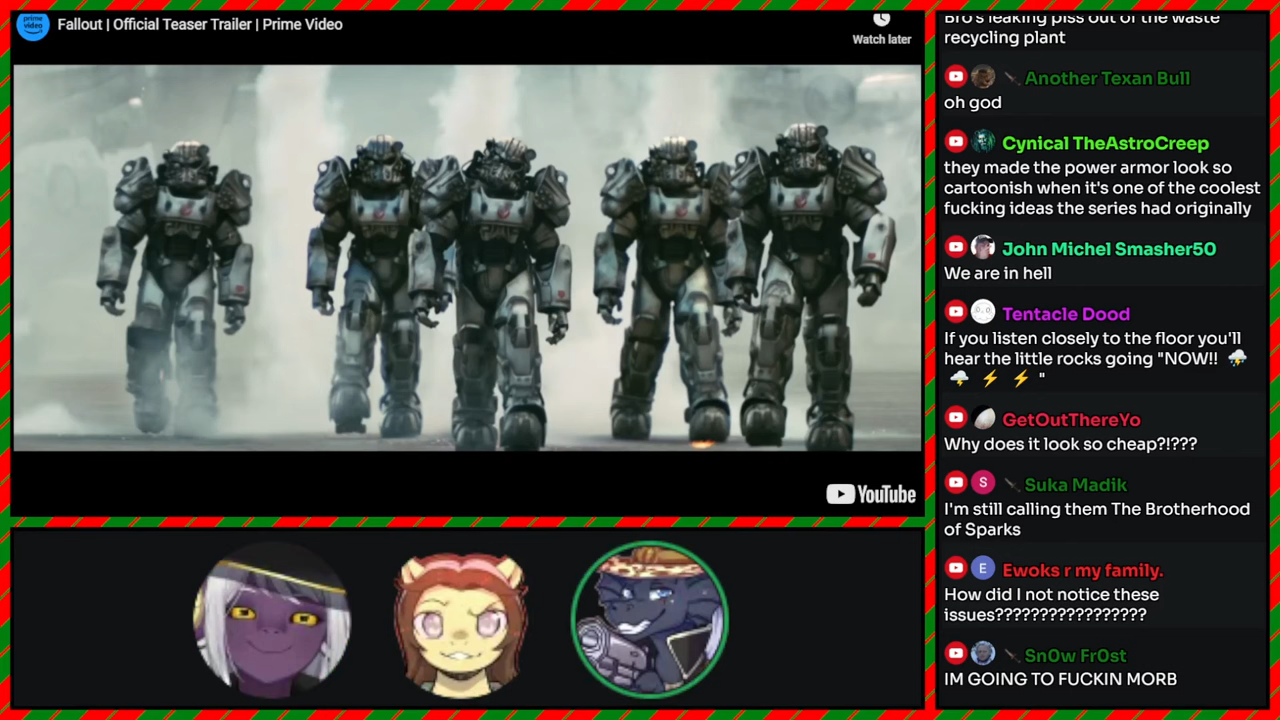 prime
video
Fallout | Official Teaser Trailer | Prime Video
Watch later
YouTube
Bro's leaking piss out of the waste
recycling plant
Another Texan Bull
oh god
Cynical TheAstroCreep
they made the power armor look so
cartoonish when it's one of the coolest
fucking ideas the series had originally
John Michel Smasher50
We are in hell
Tentacle Dood
If you listen closely to the floor you'll
hear the little rocks going "NOW!! ⛈️
⛈️ ⚡ ⚡ "
GetOutThereYo
Why does it look so cheap?!???
S
Suka Madik
I'm still calling them The Brotherhood
of Sparks
E
Ewoks r my family.
How did I not notice these
issues????????????????
Sn0w Fr0st
IM GOING TO FUCKIN MORB